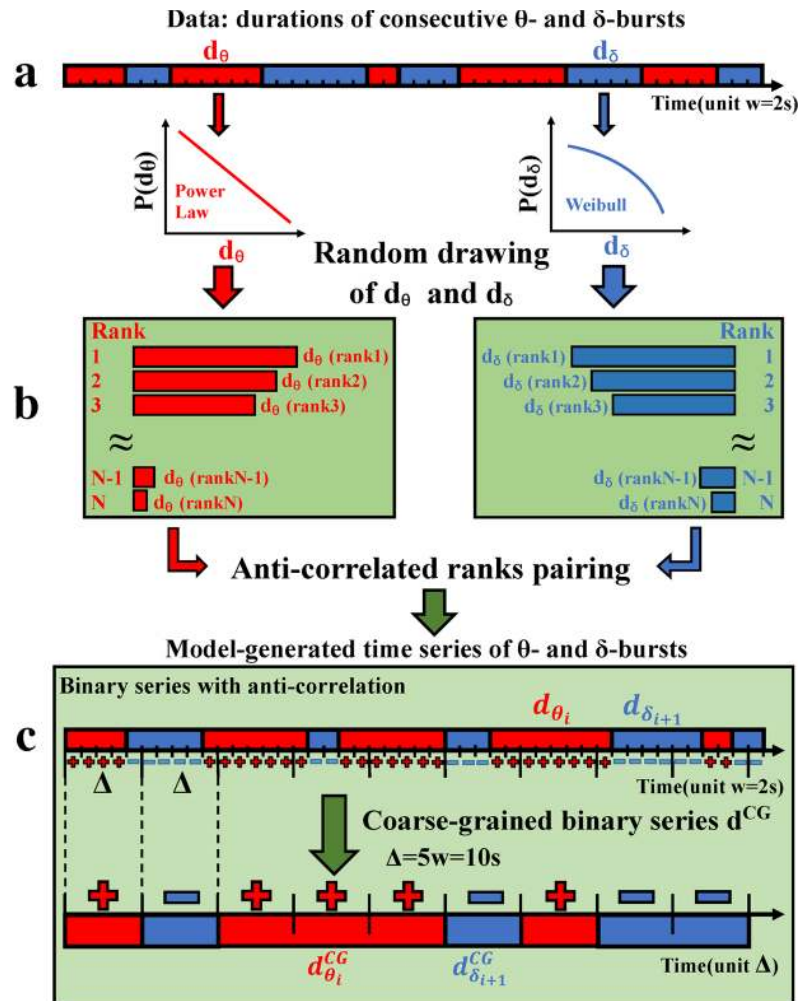 Data: durations of consecutive θ- and δ-bursts
dθ dδ
a
Time(unit w=2s)
P(dθ) Power Law dθ
P(dδ) Weibull dδ
Random drawing
of dθ and dδ
b
Rank Rank
1 dθ (rank1) dδ (rank1) 1
2 dθ (rank2) dδ (rank2) 2
3 dθ (rank3) dδ (rank3) 3
≈ ≈
N-1 dθ (rankN-1) dδ (rankN-1) N-1
N dθ (rankN) dδ (rankN) N
Anti-correlated ranks pairing
Model-generated time series of θ- and δ-bursts
Binary series with anti-correlation
c
dθi dδi+1
Δ Δ Time(unit w=2s)
Coarse-grained binary series dCG
Δ=5w=10s
+ − + + + − + − −
dCGθi dCGδi+1 Time(unit Δ)